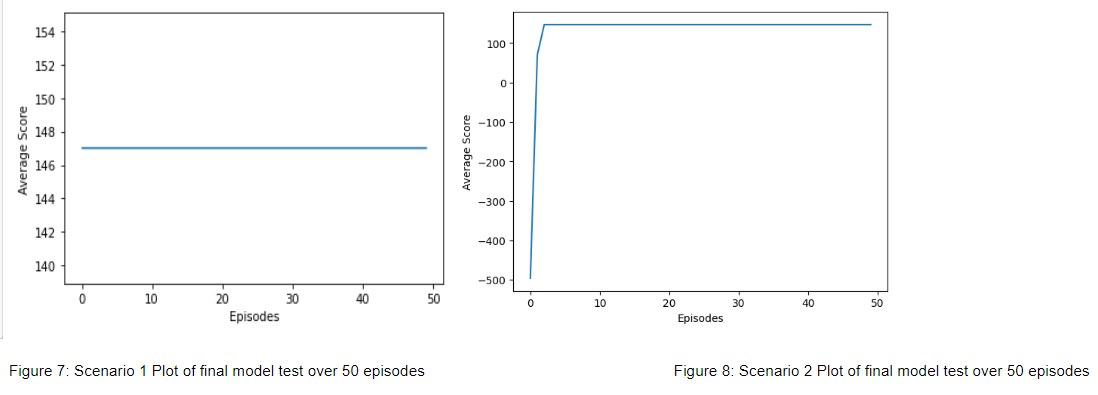 154
152
150
148
146
144
142
140
Average Score
0 10 20 30 40 50
Episodes
100
0
−100
−200
−300
−400
−500
Average Score
0 10 20 30 40 50
Episodes
Figure 7: Scenario 1 Plot of final model test over 50 episodes
Figure 8: Scenario 2 Plot of final model test over 50 episodes